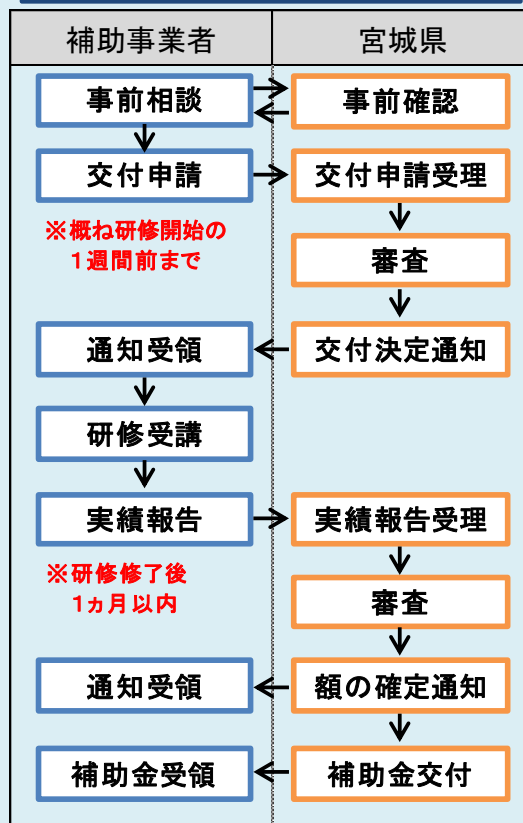 補助事業者
宮城県
事前相談
事前確認
交付申請
交付申請受理
※概ね研修開始の
1週間前まで
審査
通知受領
交付決定通知
研修受講
実績報告
実績報告受理
※研修修了後
1ヵ月以内
審査
通知受領
額の確定通知
補助金受領
補助金交付